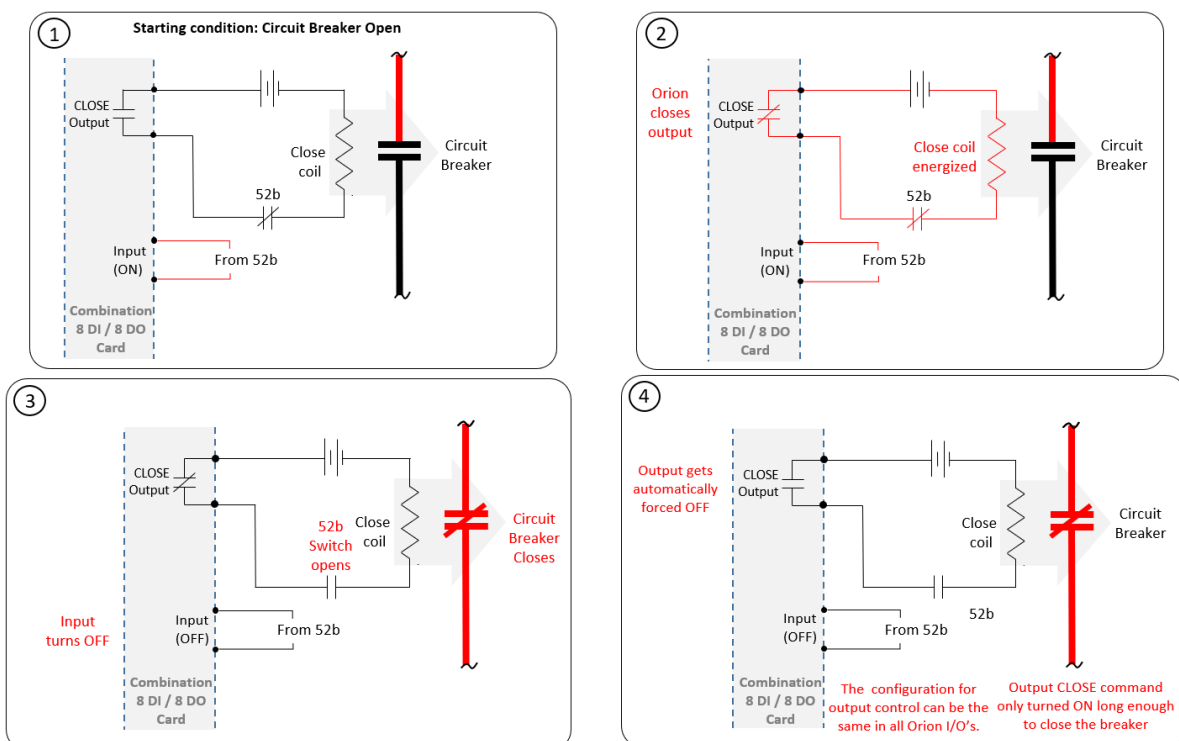 1
Starting condition: Circuit Breaker Open
CLOSE
Output
Close
coil
Circuit
Breaker
52b
Input
(ON)
From 52b
Combination
8 DI / 8 DO
Card
2
Orion
closes
output
CLOSE
Output
Close coil
energized
Circuit
Breaker
52b
Input
(ON)
From 52b
Combination
8 DI / 8 DO
Card
3
CLOSE
Output
52b
Switch
opens
Close
coil
Circuit
Breaker
Closes
Input
turns OFF
Input
(OFF)
From 52b
Combination
8 DI / 8 DO
Card
4
Output gets
automatically
forced OFF
CLOSE
Output
Close
coil
Circuit
Breaker
52b
Input
(OFF)
From 52b
Combination
8 DI / 8 DO
Card
The configuration for
output control can be the
same in all Orion I/O's.
Output CLOSE command
only turned ON long enough
to close the breaker